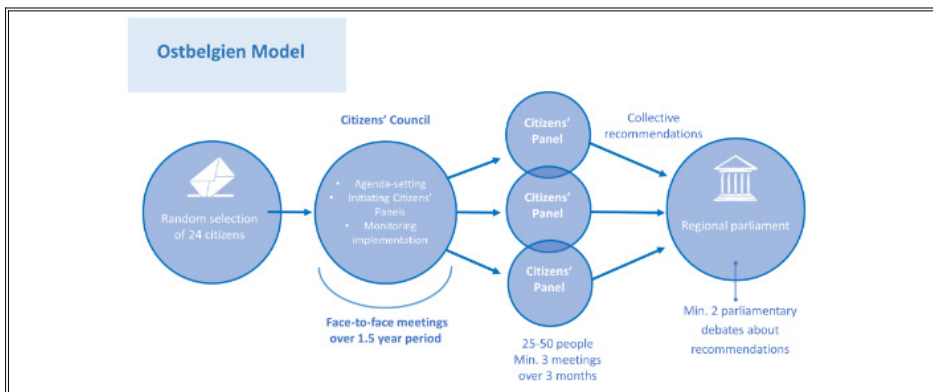 Ostbelgien Model
Random selection
of 24 citizens
Citizens' Council
• Agenda-setting
• Initiating Citizens'
Panels
• Monitoring
implementation
Face-to-face meetings
over 1.5 year period
Citizens'
Panel
Citizens'
Panel
Citizens'
Panel
25-50 people
Min. 3 meetings
over 3 months
Collective
recommendations
Regional parliament
Min. 2 parliamentary
debates about
recommendations